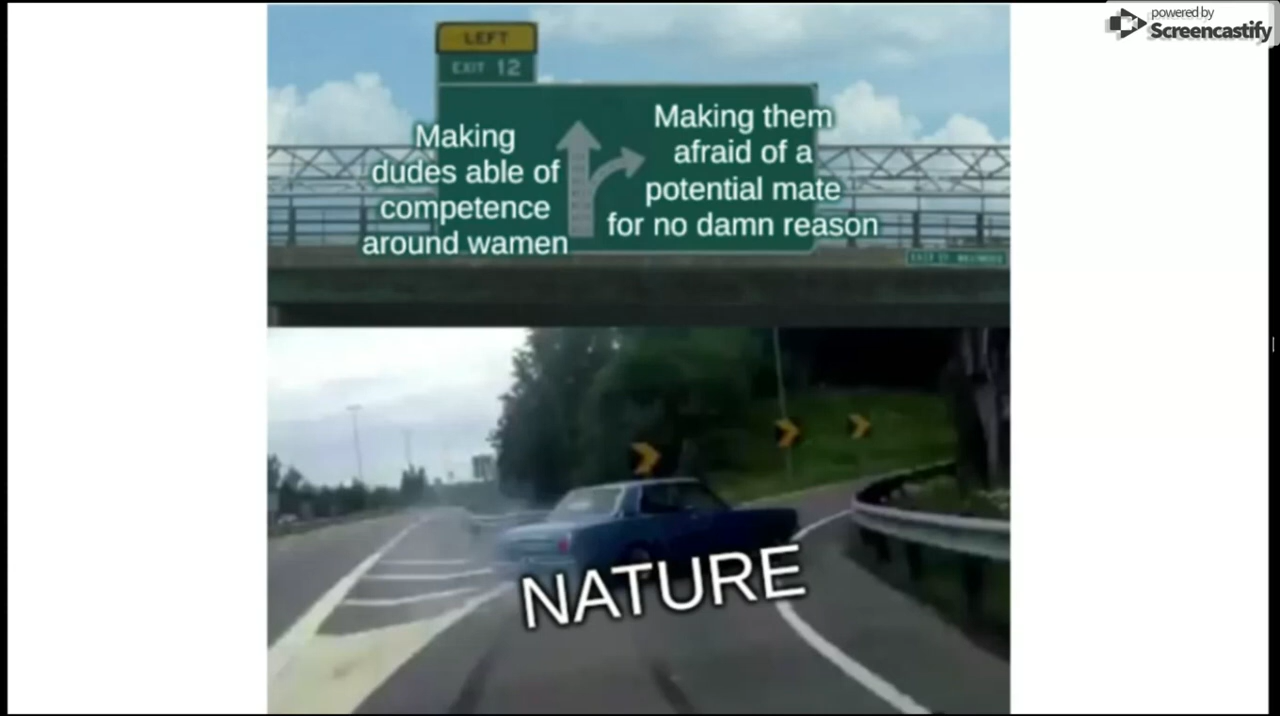 powered by
Screencastify
LEFT
EXIT 12
Making
dudes able of
competence
around wamen
Making them
afraid of a
potential mate
for no damn reason
NATURE